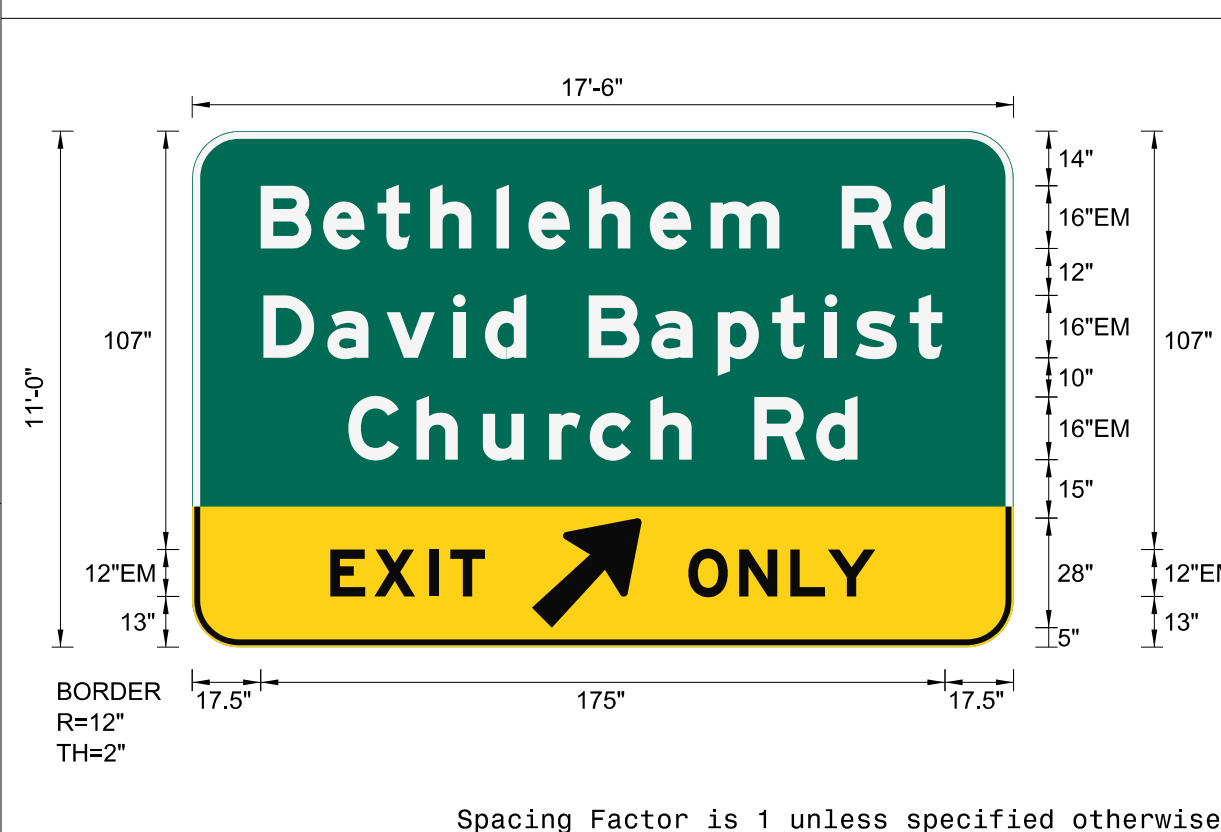 17'-6"
11'-0"
107"
12"EM
13"
Bethlehem Rd
David Baptist
Church Rd
EXIT ONLY
14"
16"EM
12"
16"EM
10"
16"EM
15"
28"
5"
107"
13"
17.5"
175"
17.5"
BORDER
R=12"
TH=2"
Spacing Factor is 1 unless specified otherwise